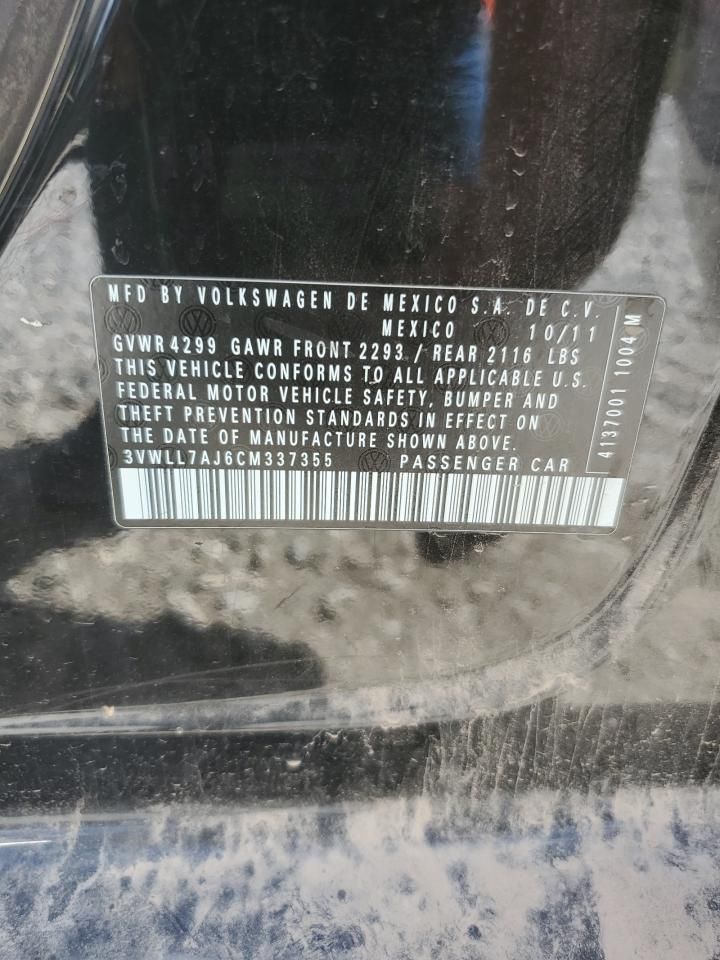 MFD BY VOLKSWAGEN DE MEXICO S.A. DE C.V.
MEXICO 10/11
GVWR 4299 GAWR FRONT 2293 / REAR 2116 LBS
THIS VEHICLE CONFORMS TO ALL APPLICABLE U.S.
FEDERAL MOTOR VEHICLE SAFETY, BUMPER AND
THEFT PREVENTION STANDARDS IN EFFECT ON
THE DATE OF MANUFACTURE SHOWN ABOVE.
3VWLL7AJ6CM337355 PASSENGER CAR
4137001 1004 M